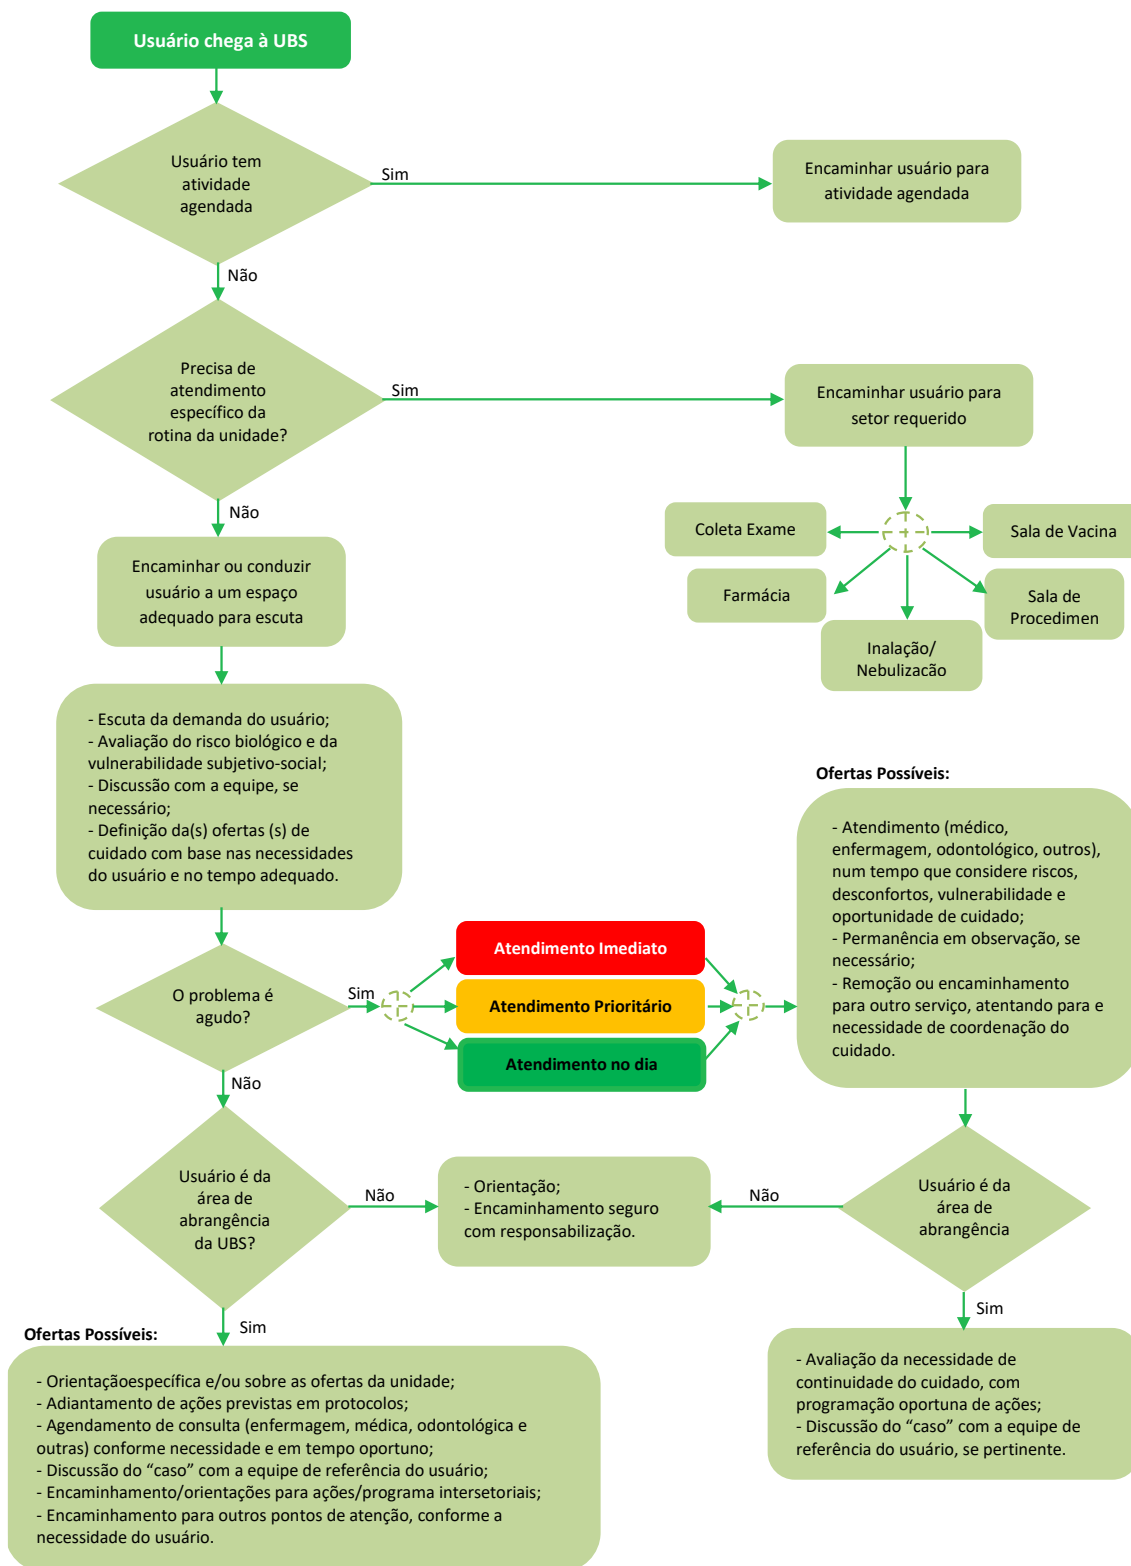 Usuário chega à UBS
Usuário tem
atividade
agendada
Sim
Encaminhar usuário para
atividade agendada
Não
Precisa de
atendimento
específico da
rotina da unidade?
Sim
Encaminhar usuário para
setor requerido
Não
Coleta Exame
Sala de Vacina
Farmácia
Sala de
Procedimen
Inalação/
Nebulizacão
Encaminhar ou conduzir
usuário a um espaço
adequado para escuta
- Escuta da demanda do usuário;
- Avaliação do risco biológico e da
vulnerabilidade subjetivo-social;
- Discussão com a equipe, se
necessário;
- Definição da(s) ofertas (s) de
cuidado com base nas necessidades
do usuário e no tempo adequado.
O problema é
agudo?
Sim
Atendimento Imediato
Atendimento Prioritário
Atendimento no dia
Ofertas Possíveis:
- Atendimento (médico,
enfermagem, odontológico, outros),
num tempo que considere riscos,
desconfortos, vulnerabilidade e
oportunidade de cuidado;
- Permanência em observação, se
necessário;
- Remoção ou encaminhamento
para outro serviço, atentando para e
necessidade de coordenação do
cuidado.
Não
Usuário é da
área de
abrangência
da UBS?
Não
- Orientação;
- Encaminhamento seguro
com responsabilização.
Não
Usuário é da
área de
abrangência
Sim
Ofertas Possíveis:
- Orientaçãoespecífica e/ou sobre as ofertas da unidade;
- Adiantamento de ações previstas em protocolos;
- Agendamento de consulta (enfermagem, médica, odontológica e
outras) conforme necessidade e em tempo oportuno;
- Discussão do “caso” com a equipe de referência do usuário;
- Encaminhamento/orientações para ações/programa intersetoriais;
- Encaminhamento para outros pontos de atenção, conforme a
necessidade do usuário.
Sim
- Avaliação da necessidade de
continuidade do cuidado, com
programação oportuna de ações;
- Discussão do “caso” com a equipe de
referência do usuário, se pertinente.